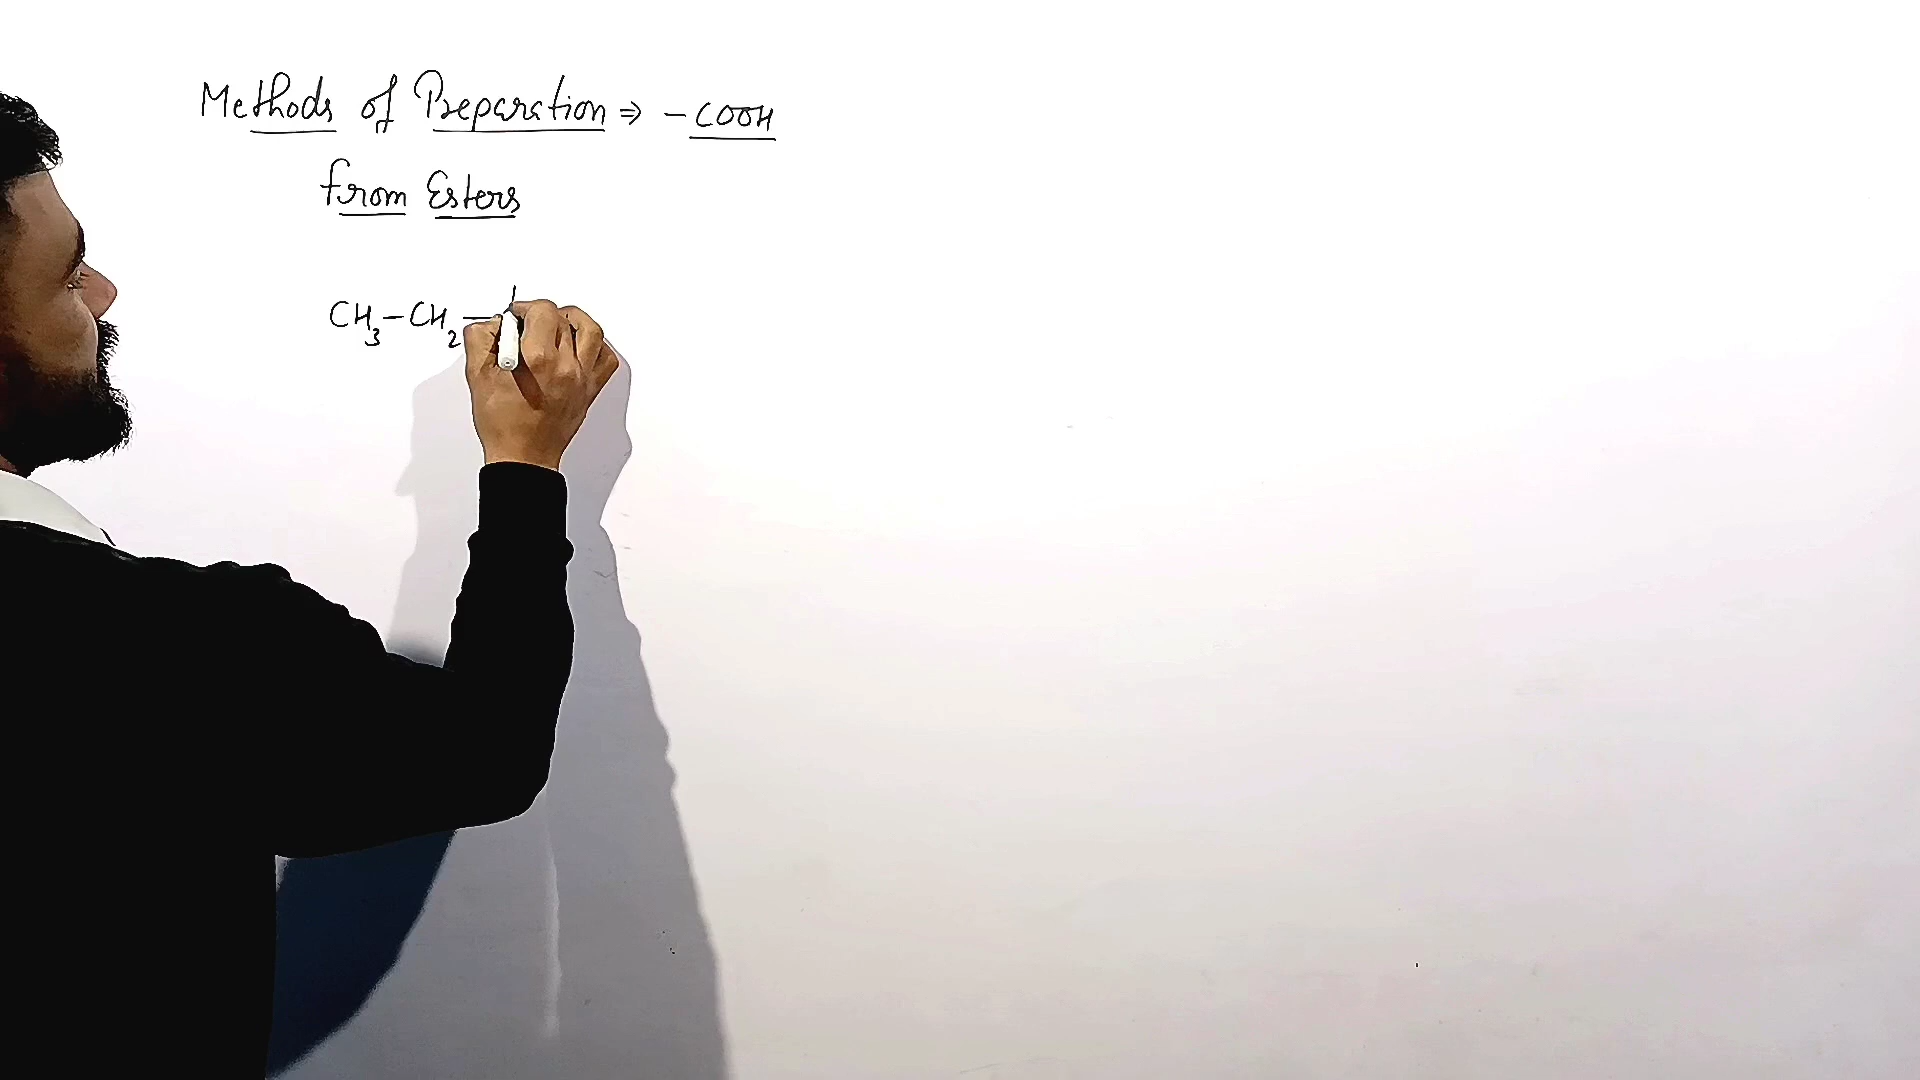 Methods of Preparation ⇒ -COOH
from Esters
CH₃-CH₂-